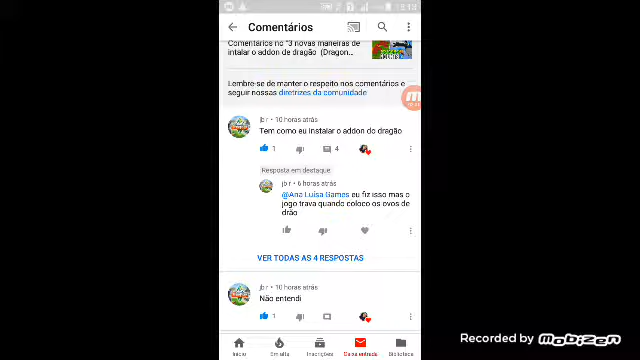 15:13
Comentários
Comentários no "3 novas maneiras de
intalar o addon de dragão (Dragon...
Lembre-se de manter o respeito nos comentários e
seguir nossas diretrizes da comunidade
jb r • 10 horas atrás
Tem como eu instalar o addon do dragão
1 4
Resposta em destaque
jb r • 6 horas atrás
@Ana Luísa Games eu fiz isso mas o
jogo trava quando coloco os ovos de
drão
VER TODAS AS 4 RESPOSTAS
jb r • 10 horas atrás
Não entendi
1
Início Em alta Inscrições Caixa entrada Biblioteca
Recorded by MOBIZEN